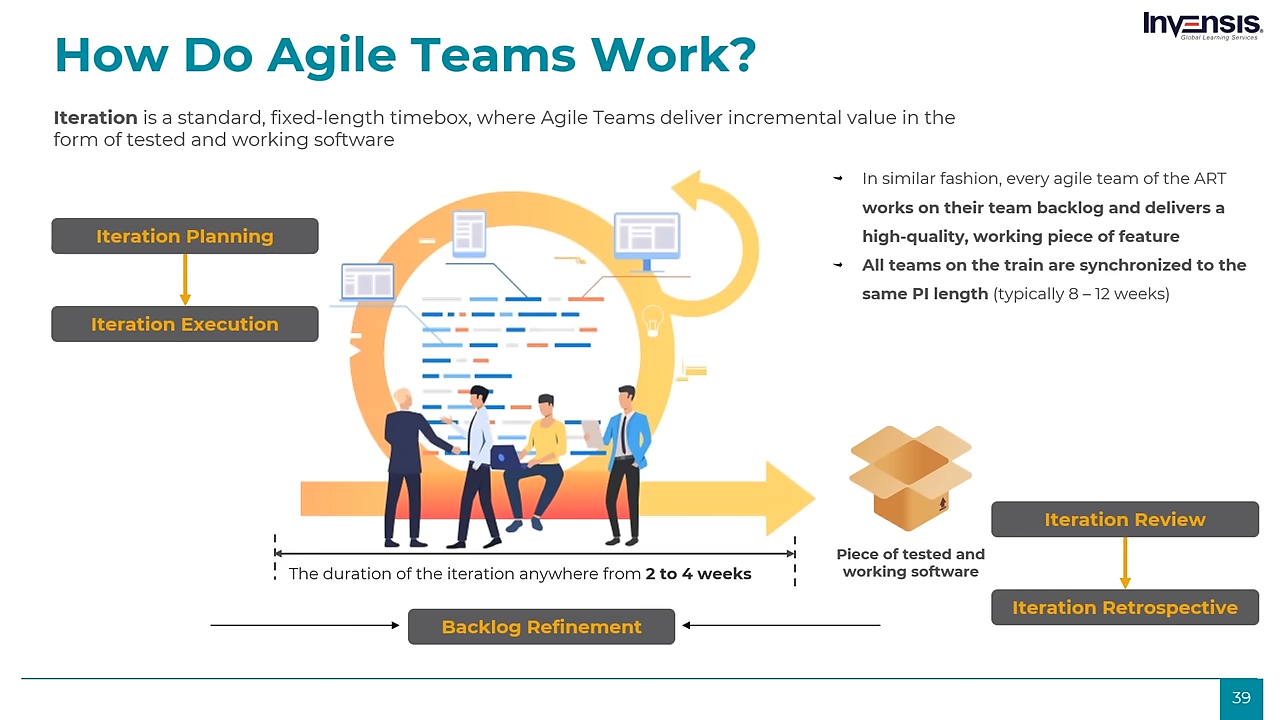 How Do Agile Teams Work?
Invensis®
Global Learning Services
Iteration is a standard, fixed-length timebox, where Agile Teams deliver incremental value in the
form of tested and working software
Iteration Planning
Iteration Execution
In similar fashion, every agile team of the ART
works on their team backlog and delivers a
high-quality, working piece of feature
All teams on the train are synchronized to the
same PI length (typically 8 – 12 weeks)
Piece of tested and
working software
Iteration Review
Iteration Retrospective
The duration of the iteration anywhere from 2 to 4 weeks
Backlog Refinement
39